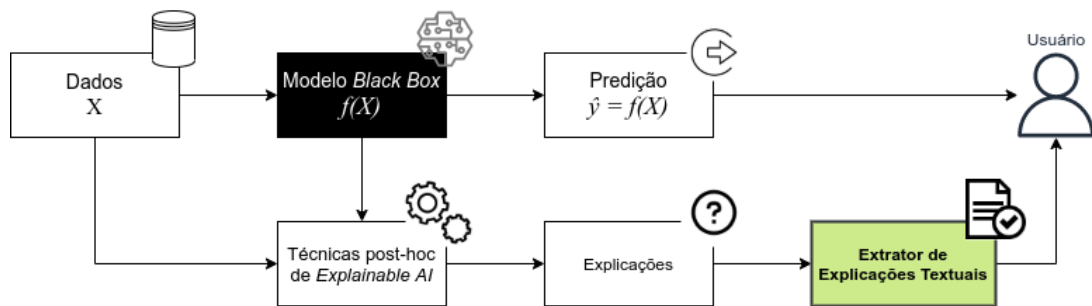 Usuário
Dados
X
Modelo Black Box
f(X)
Predição
ŷ = f(X)
Técnicas post-hoc
de Explainable AI
?
Explicações
Extrator de
Explicações Textuais